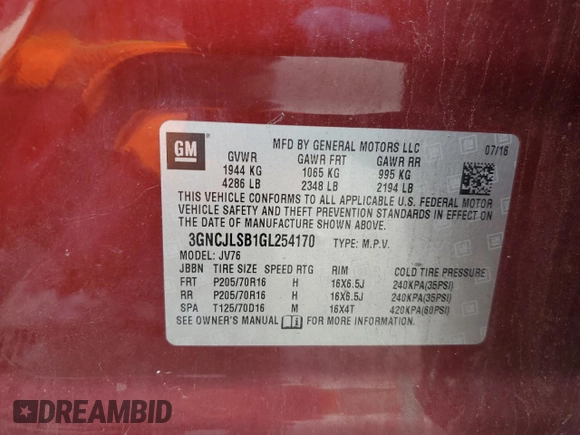 GM
MFD BY GENERAL MOTORS LLC 07/16
GVWR GAWR FRT GAWR RR
1944 KG 1065 KG 995 KG
4286 LB 2348 LB 2194 LB
THIS VEHICLE CONFORMS TO ALL APPLICABLE U.S. FEDERAL MOTOR
VEHICLE SAFETY AND THEFT PREVENTION STANDARDS IN EFFECT ON
THE DATE OF MANUFACTURE SHOWN ABOVE.
3GNCJLSB1GL254170 TYPE: M.P.V.
MODEL: JV76
JBBN TIRE SIZE SPEED RTG RIM COLD TIRE PRESSURE
FRT P205/70R16 H 16X6.5J 240KPA(35PSI)
RR P205/70R16 H 16X6.5J 240KPA(35PSI)
SPA T125/70D16 M 16X4T 420KPA(60PSI)
SEE OWNER'S MANUAL FOR MORE INFORMATION.
DREAMBID